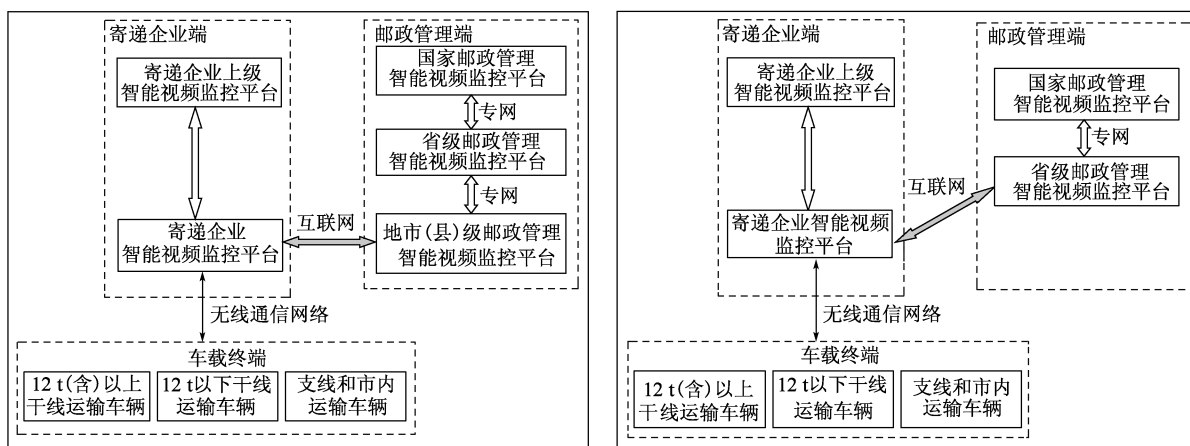 寄递企业端
寄递企业上级
智能视频监控平台
寄递企业
智能视频监控平台
互联网
邮政管理端
国家邮政管理
智能视频监控平台
专网
省级邮政管理
智能视频监控平台
专网
地市(县)级邮政管理
智能视频监控平台
无线通信网络
车载终端
12 t(含)以上
干线运输车辆
12 t以下干线
运输车辆
支线和市内
运输车辆
寄递企业端
寄递企业上级
智能视频监控平台
寄递企业智能视频
监控平台
互联网
邮政管理端
国家邮政管理
智能视频监控平台
专网
省级邮政管理
智能视频监控平台
无线通信网络
车载终端
12 t(含)以上
干线运输车辆
12 t以下干线
运输车辆
支线和市内
运输车辆